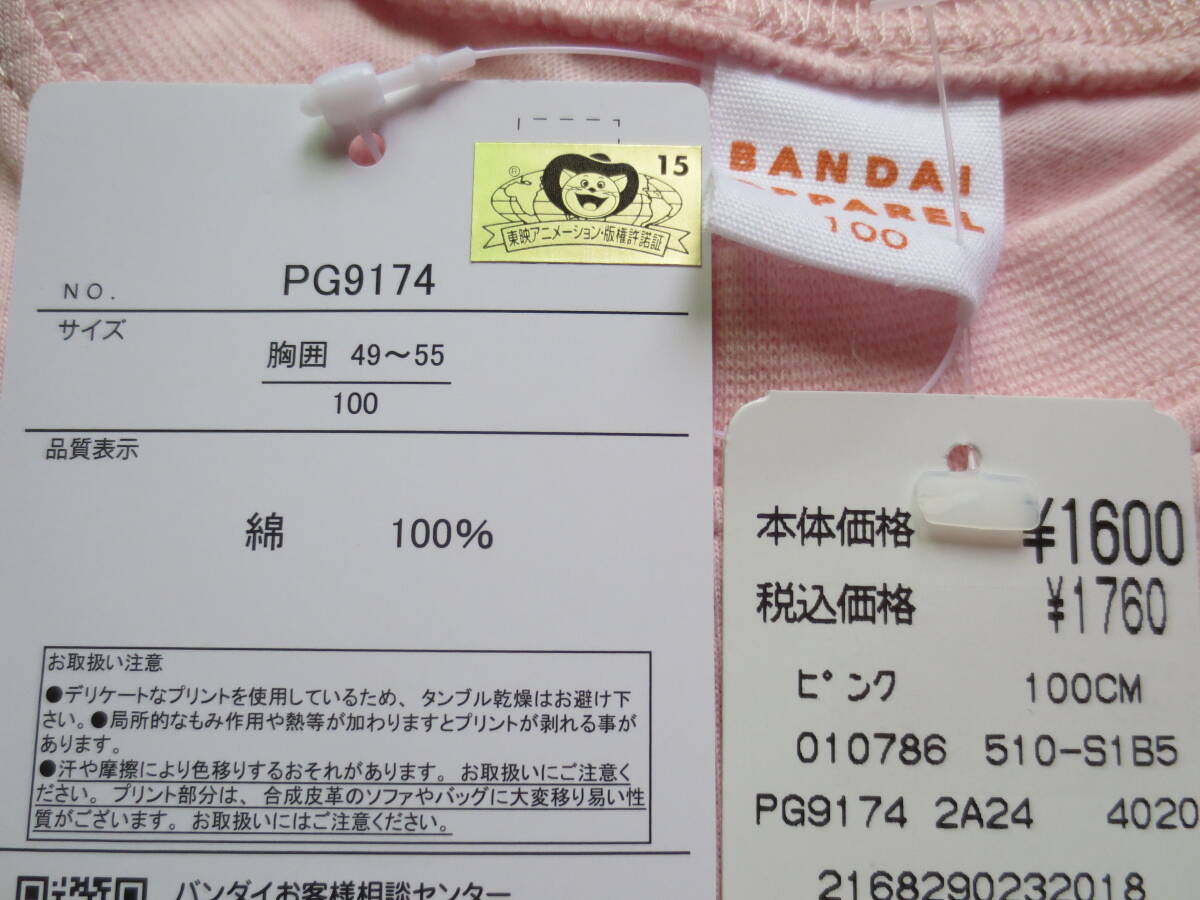 ®
15
東映アニメーション・版権許諾証
NO.
PG9174
サイズ
胸囲 49～55
100
品質表示
綿 100%
お取扱い注意
●デリケートなプリントを使用しているため、タンブル乾燥はお避け下
さい。●局所的なもみ作用や熱等が加わりますとプリントが剥れる事が
あります。
●汗や摩擦により色移りするおそれがあります。お取扱いにご注意く
ださい。プリント部分は、合成皮革のソファやバッグに大変移り易い性
質がございます。お取扱いにはご注意ください。
バンダイお客様相談センター
BANDAI
APPAREL
100
本体価格 ¥1600
税込価格 ¥1760
ピンク 100CM
010786 510-S1B5
PG9174 2A24 4020
2168290232018